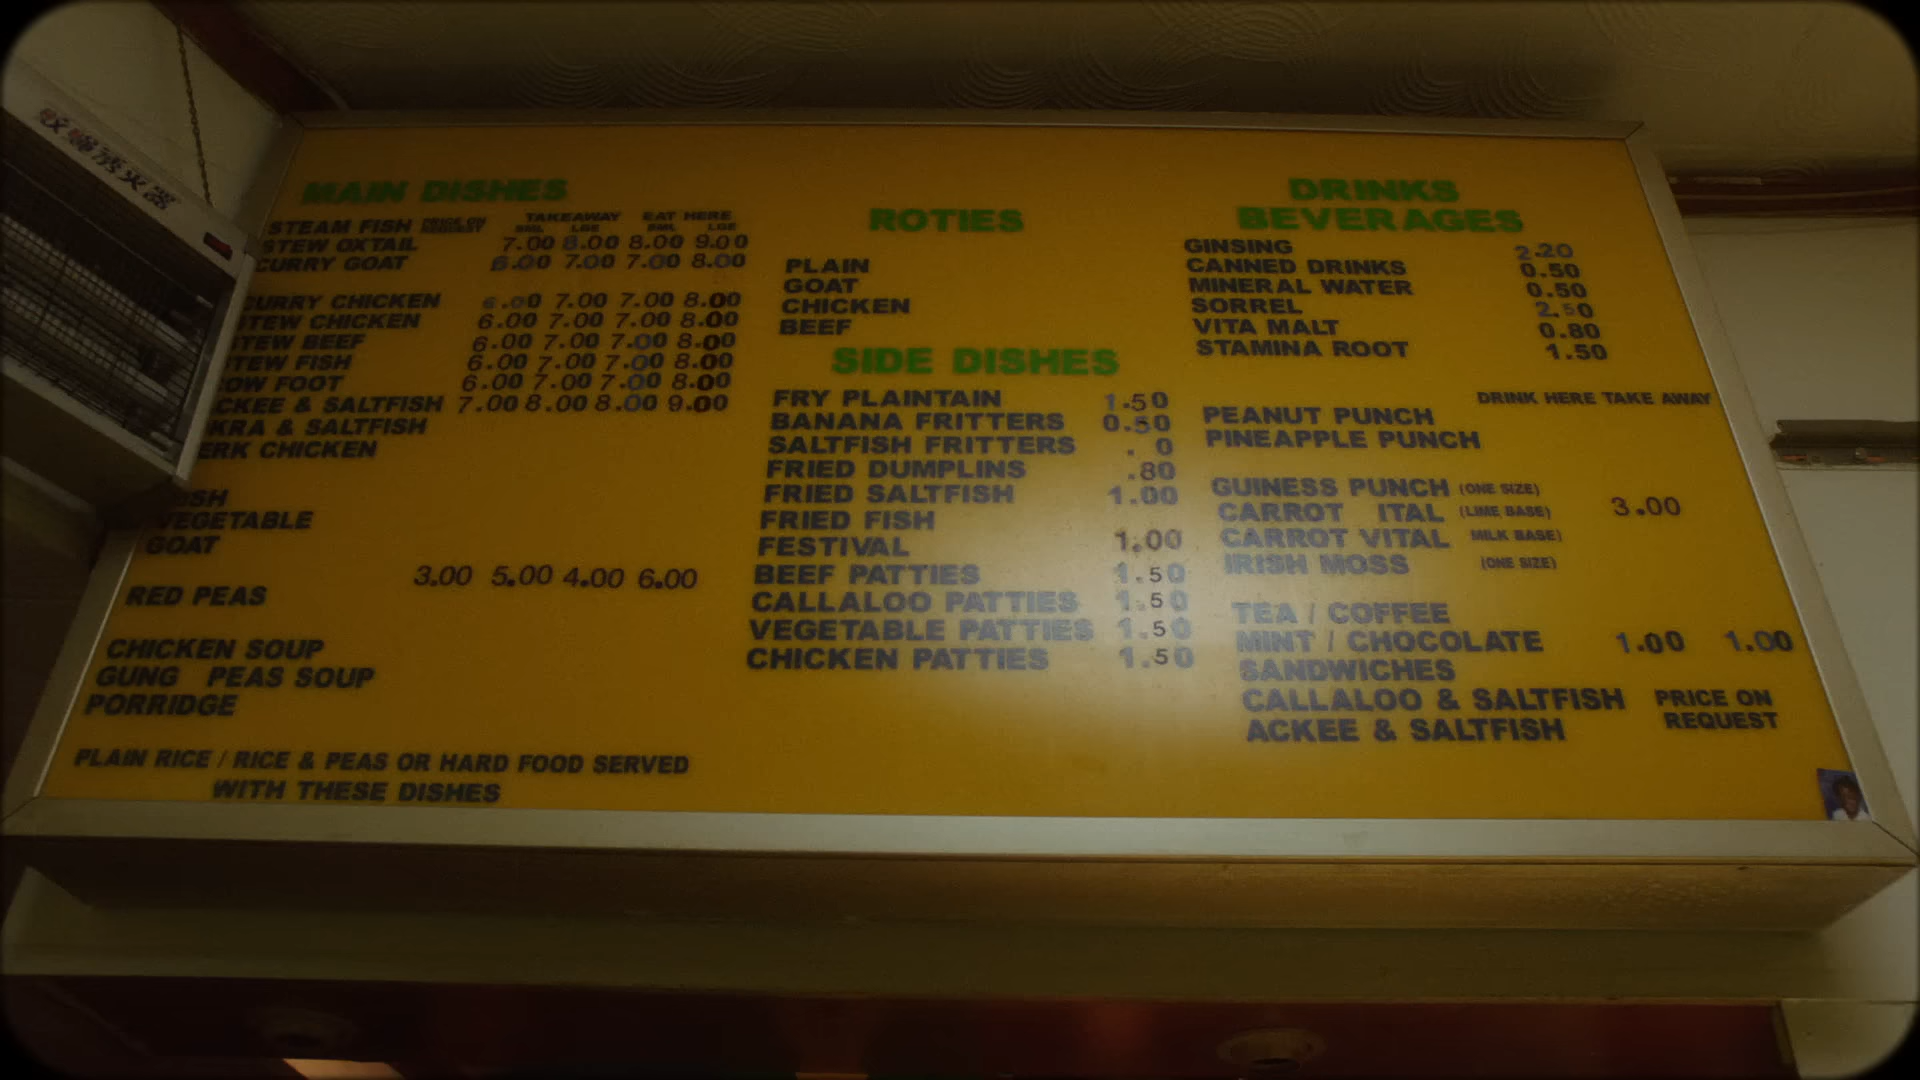 MAIN DISHES
TAKEAWAY EAT HERE
STEAM FISH PRICE ON REQUEST SML LGE SML LGE
STEW OXTAIL 7.00 8.00 8.00 9.00
CURRY GOAT 6.00 7.00 7.00 8.00
CURRY CHICKEN 6.00 7.00 7.00 8.00
TEW CHICKEN 6.00 7.00 7.00 8.00
TEW BEEF 6.00 7.00 7.00 8.00
TEW FISH 6.00 7.00 7.00 8.00
OW FOOT 6.00 7.00 7.00 8.00
CKEE & SALTFISH 7.00 8.00 8.00 9.00
KRA & SALTFISH
ERK CHICKEN
ISH
VEGETABLE
GOAT
3.00 5.00 4.00 6.00
RED PEAS
CHICKEN SOUP
GUNG PEAS SOUP
PORRIDGE
PLAIN RICE / RICE & PEAS OR HARD FOOD SERVED
WITH THESE DISHES
ROTIES
PLAIN
GOAT
CHICKEN
BEEF
SIDE DISHES
FRY PLAINTAIN 1.50
BANANA FRITTERS 0.50
SALTFISH FRITTERS . 0
FRIED DUMPLINS .80
FRIED SALTFISH 1.00
FRIED FISH
FESTIVAL 1.00
BEEF PATTIES 1.50
CALLALOO PATTIES 1.50
VEGETABLE PATTIES 1.50
CHICKEN PATTIES 1.50
DRINKS
BEVERAGES
GINSING 2.20
CANNED DRINKS 0.50
MINERAL WATER 0.50
SORREL 2.50
VITA MALT 0.80
STAMINA ROOT 1.50
DRINK HERE TAKE AWAY
PEANUT PUNCH
PINEAPPLE PUNCH
GUINESS PUNCH (ONE SIZE)
CARROT ITAL (LIME BASE) 3.00
CARROT VITAL MILK BASE)
IRISH MOSS (ONE SIZE)
TEA / COFFEE
MINT / CHOCOLATE 1.00 1.00
SANDWICHES
CALLALOO & SALTFISH PRICE ON
ACKEE & SALTFISH REQUEST